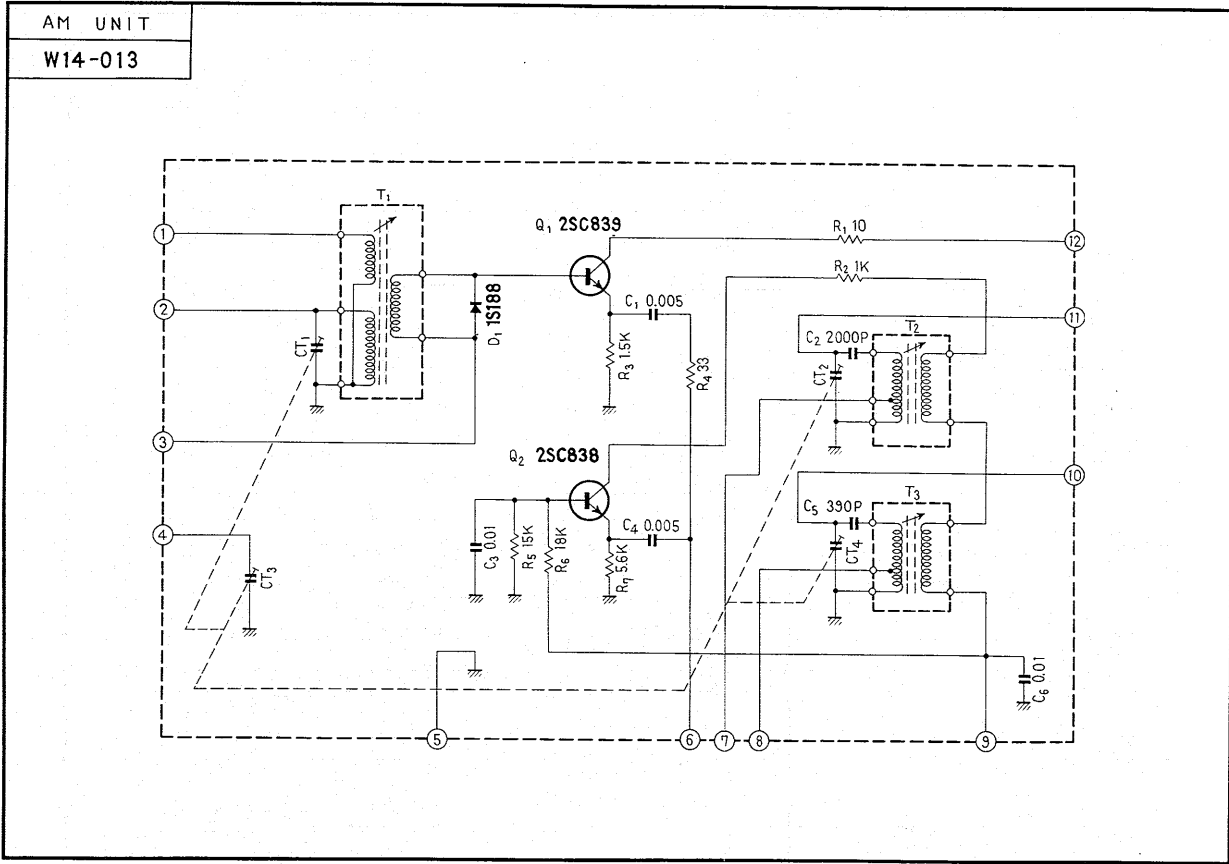 AM UNIT
W14-013
T1
1
Q1 2SC839
R1 10
12
R2 1K
2
C1 0.005
D1 1S188
11
CT1
C2 2000P
T2
R3 1.5K
R4 33
CT2
3
Q2 2SC838
10
T3
C5 390P
4
C3 0.01
R5 15K
R6 18K
C4 0.005
R7 5.6K
CT4
CT3
C6 0.01
5
6
7
8
9